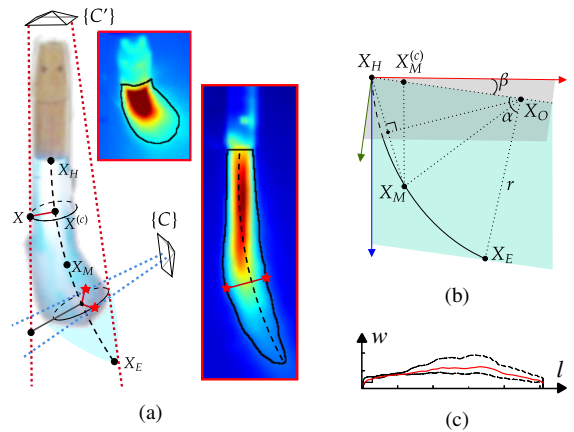 {C'}
X_H
X
X^(c)
X_M
{C}
X_E
(a)
X_H
X_M^(c)
β
α
X_O
X_M
r
X_E
(b)
w
l
(c)